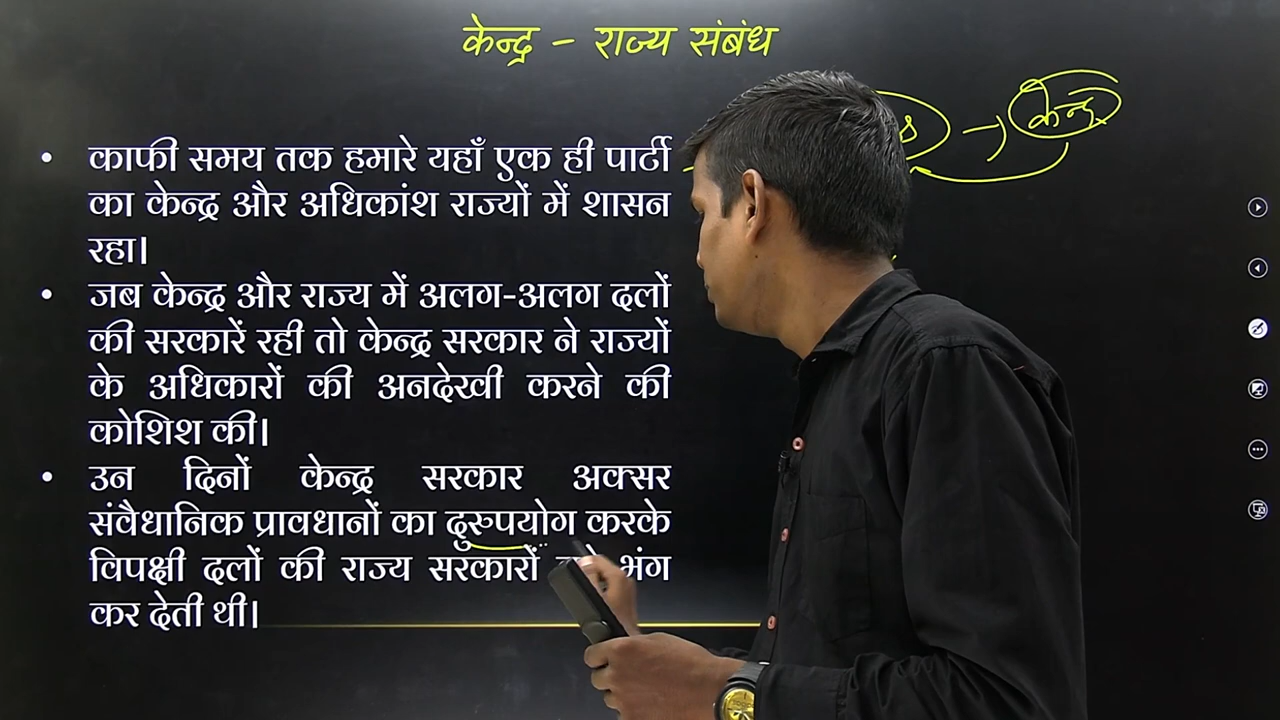 केन्द्र - राज्य संबंध
केन्द्र
• काफी समय तक हमारे यहाँ एक ही पार्टी
का केन्द्र और अधिकांश राज्यों में शासन
रहा।
• जब केन्द्र और राज्य में अलग-अलग दलों
की सरकारें रही तो केन्द्र सरकार ने राज्यों
के अधिकारों की अनदेखी करने की
कोशिश की।
• उन दिनों केन्द्र सरकार अक्सर
संवैधानिक प्रावधानों का दुरुपयोग करके
विपक्षी दलों की राज्य सरकारों भंग
कर देती थी।